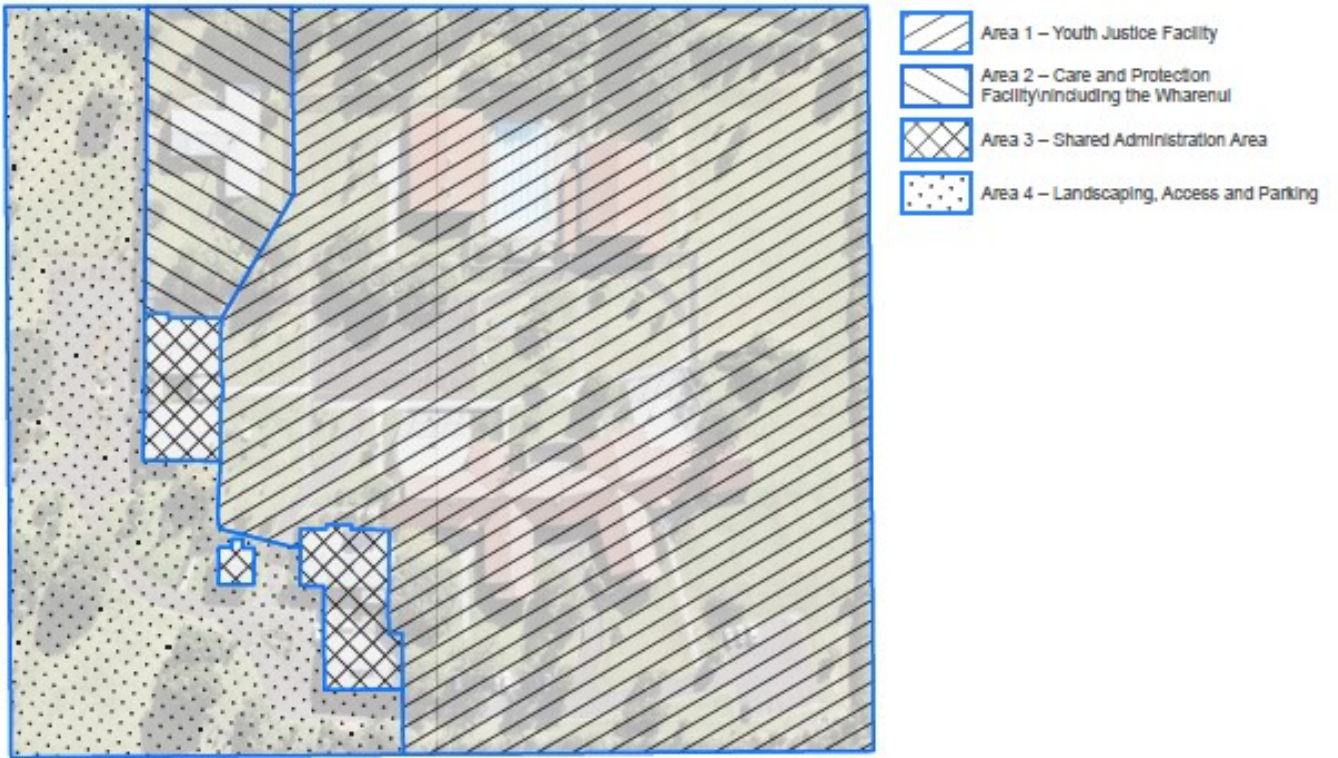 Area 1 – Youth Justice Facility
Area 2 – Care and Protection
Facility\nincluding the Wharenui
Area 3 – Shared Administration Area
Area 4 – Landscaping, Access and Parking